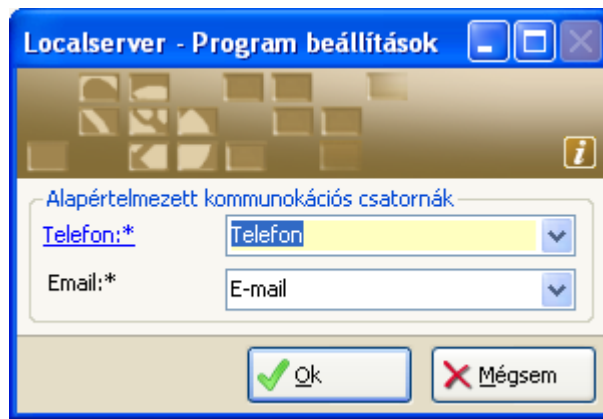 Localserver - Program beállítások
i
Alapértelmezett kommunokációs csatornák
Telefon:* Telefon
Email:* E-mail
Ok Mégsem